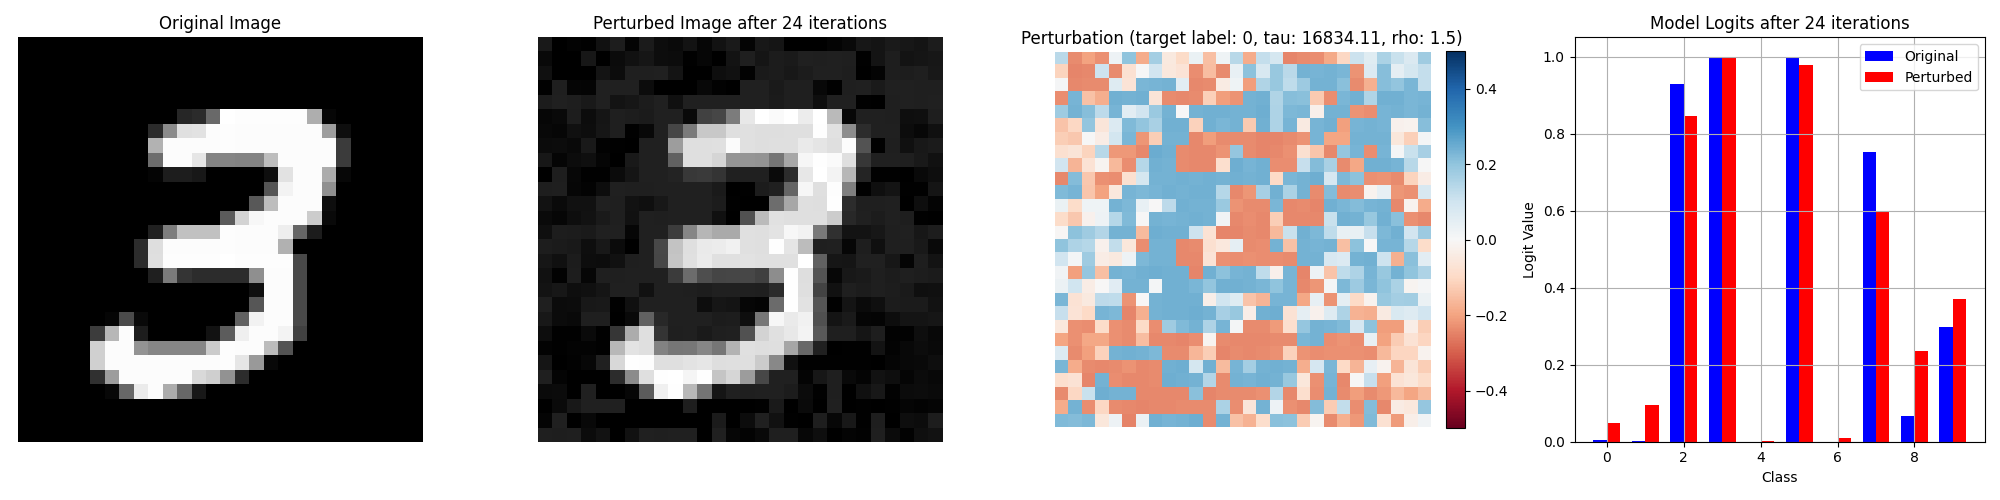 Original Image
3
Perturbed Image after 24 iterations
3
Perturbation (target label: 0, tau: 16834.11, rho: 1.5)
0.4
0.2
0.0
−0.2
−0.4
Model Logits after 24 iterations
Original
Perturbed
Logit Value
1.0
0.8
0.6
0.4
0.2
0.0
0 2 4 6 8
Class